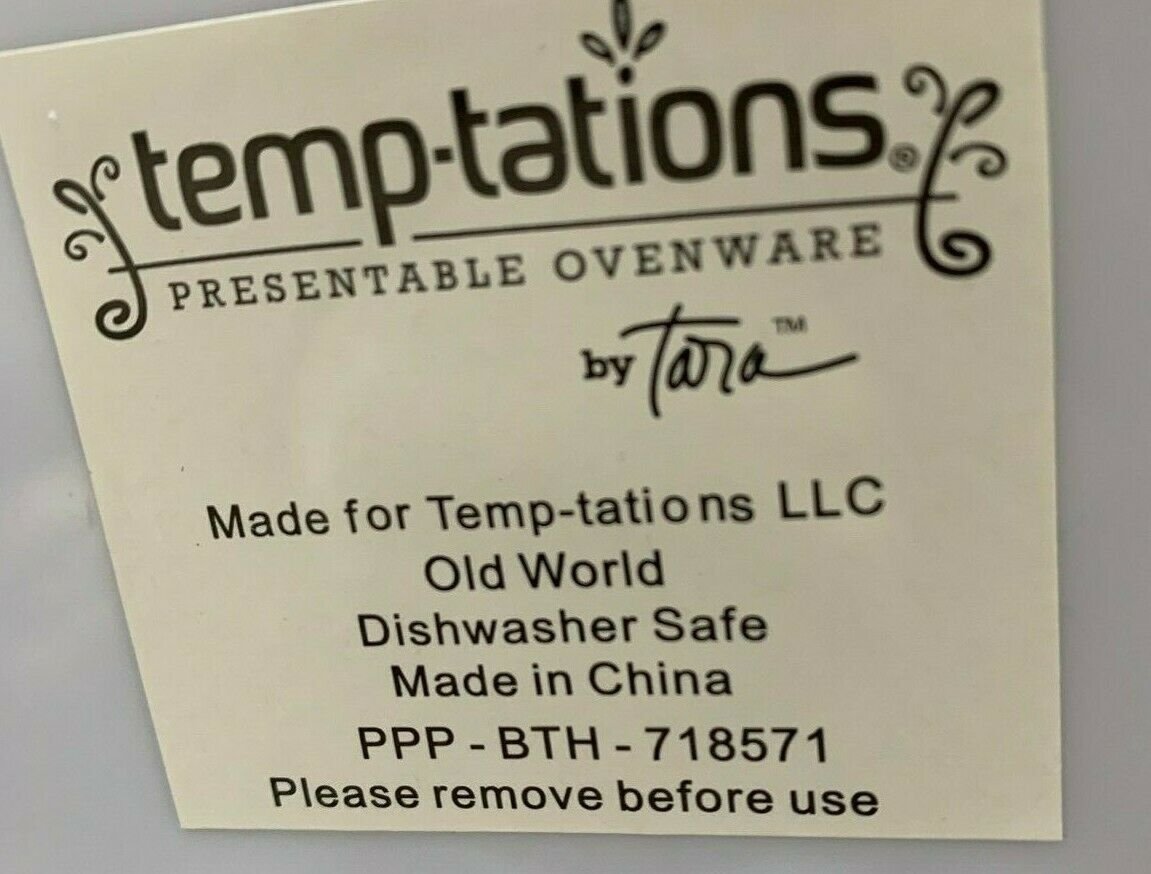 temp-tations®
PRESENTABLE OVENWARE
by Tara™
Made for Temp-tations LLC
Old World
Dishwasher Safe
Made in China
PPP - BTH - 718571
Please remove before use